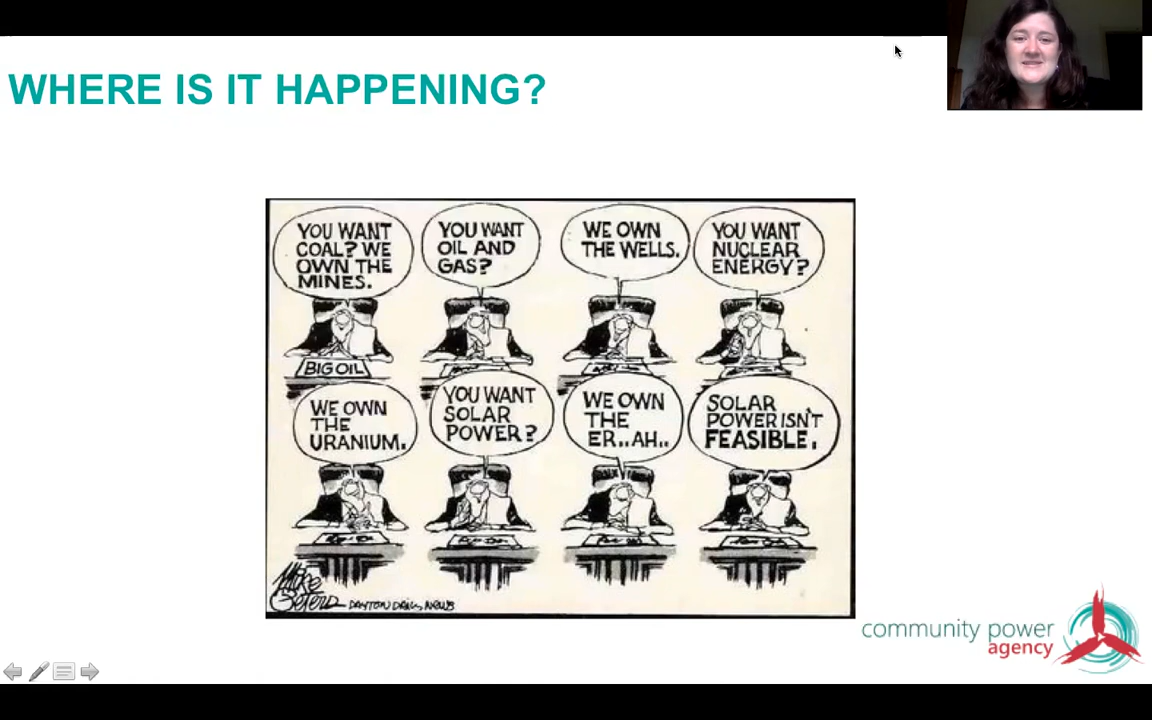 WHERE IS IT HAPPENING?
YOU WANT
COAL? WE
OWN THE
MINES.
YOU WANT
OIL AND
GAS?
WE OWN
THE WELLS.
YOU WANT
NUCLEAR
ENERGY?
BIG OIL
WE OWN
THE
URANIUM.
YOU WANT
SOLAR
POWER?
WE OWN
THE
ER..AH..
SOLAR
POWER ISN'T
FEASIBLE.
MIKE
PETERS
DAYTON DAILY NEWS
community power
agency